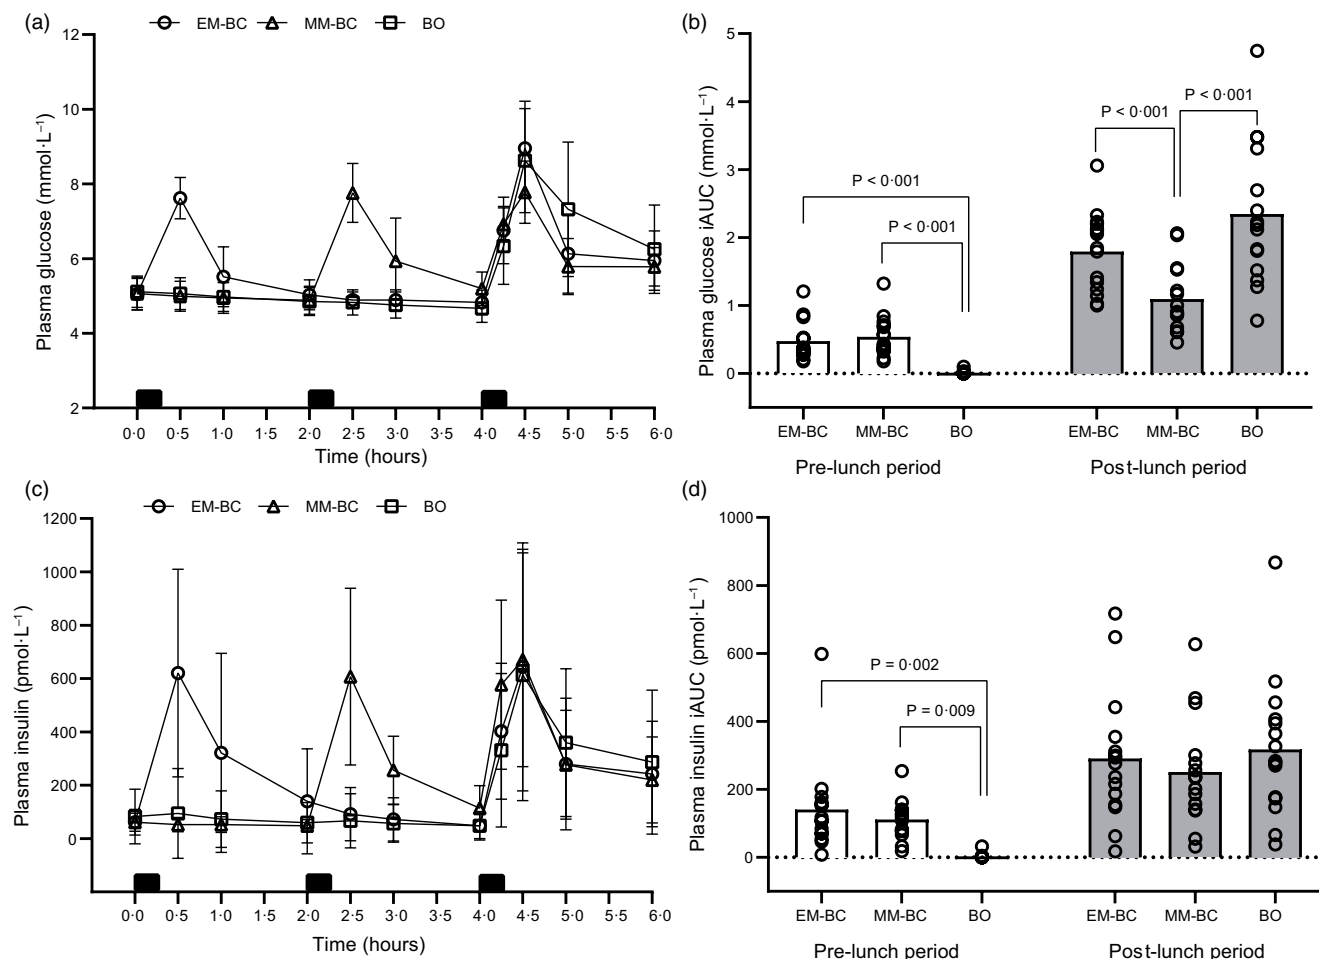 (a)
EM-BC MM-BC BO
12
10
8
6
4
2
Plasma glucose (mmol·L⁻¹)
0·0 0·5 1·0 1·5 2·0 2·5 3·0 3·5 4·0 4·5 5·0 5·5 6·0
Time (hours)
(b)
5
4
3
2
1
0
Plasma glucose iAUC (mmol·L⁻¹)
P < 0·001
P < 0·001
P < 0·001
P < 0·001
EM-BC MM-BC BO EM-BC MM-BC BO
Pre-lunch period Post-lunch period
(c)
EM-BC MM-BC BO
1200
1000
800
600
400
200
0
Plasma insulin (pmol·L⁻¹)
0·0 0·5 1·0 1·5 2·0 2·5 3·0 3·5 4·0 4·5 5·0 5·5 6·0
Time (hours)
(d)
1000
800
600
400
200
0
Plasma insulin iAUC (pmol·L⁻¹)
P = 0·002
P = 0·009
EM-BC MM-BC BO EM-BC MM-BC BO
Pre-lunch period Post-lunch period